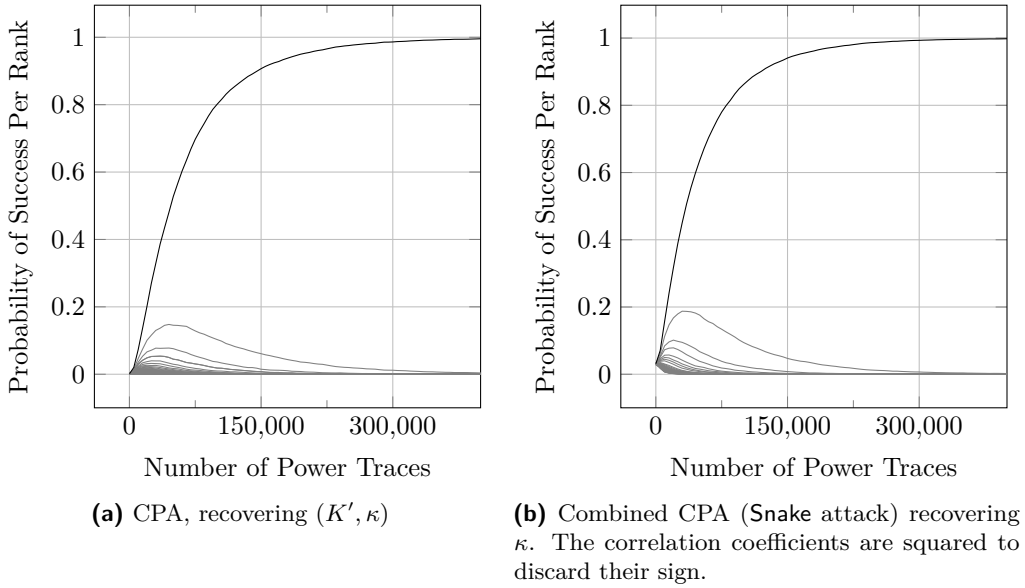 Probability of Success Per Rank
1
0.8
0.6
0.4
0.2
0
0
150,000
300,000
Number of Power Traces
(a) CPA, recovering (K′, κ)
Probability of Success Per Rank
1
0.8
0.6
0.4
0.2
0
0
150,000
300,000
Number of Power Traces
(b) Combined CPA (Snake attack) recovering
κ. The correlation coefficients are squared to
discard their sign.